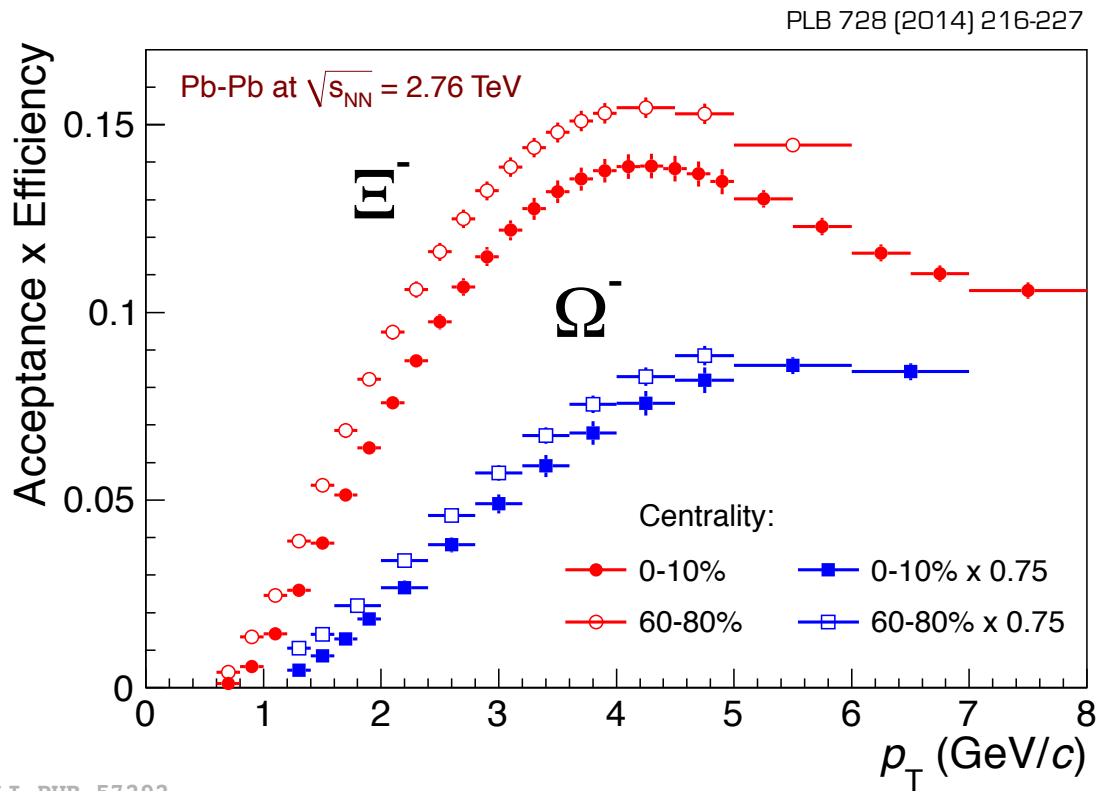 PLB 728 (2014) 216-227
Pb-Pb at √sNN = 2.76 TeV
Acceptance x Efficiency
0.15
0.1
0.05
0
Ξ-
Ω-
Centrality:
0-10%
0-10% x 0.75
60-80%
60-80% x 0.75
0 1 2 3 4 5 6 7 8
pT (GeV/c)